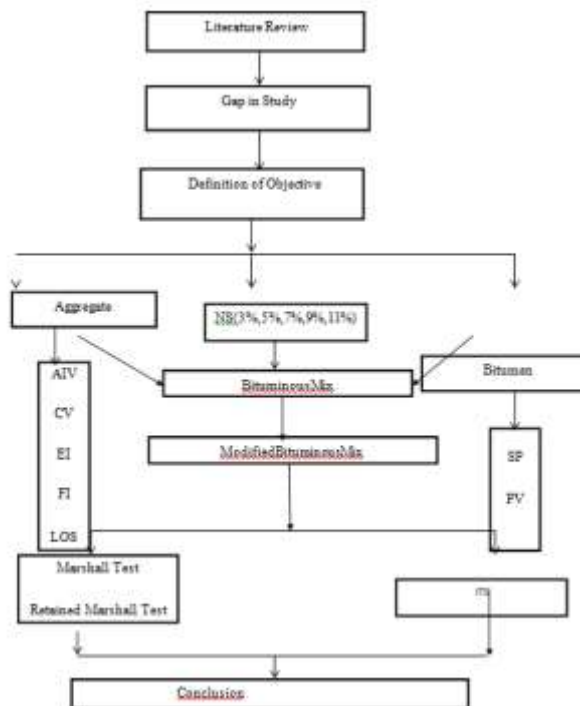 Literature Review
Gap in Study
Definition of Objective
Aggregate
NR(3%,5%,7%,9%,11%)
BituminousMix
Bitumen
AIV
CV
EI
FI
LOS
ModifiedBituminousMix
SP
PV
Marshall Test
Retained Marshall Test
Conclusion